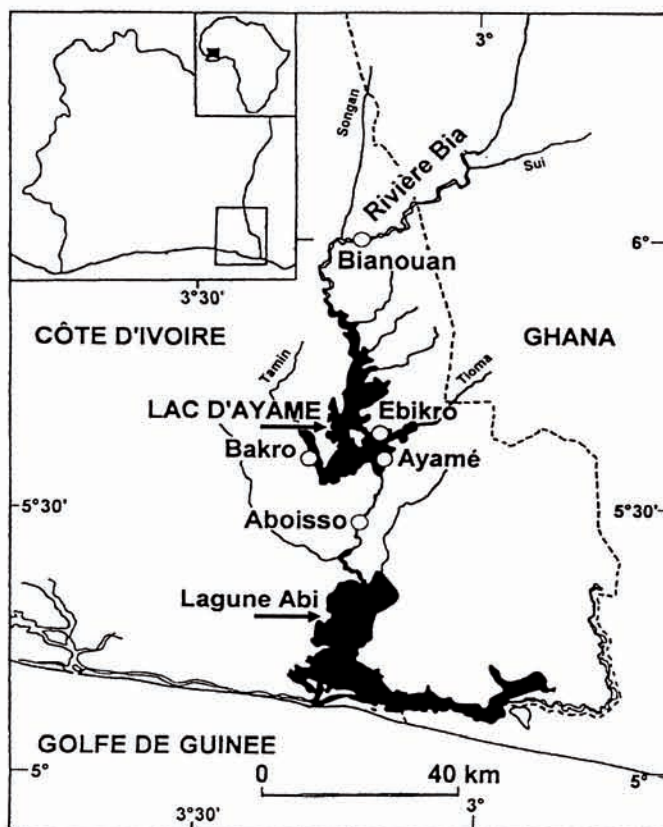 3°
Songan
Rivière Bia
Sui
6°
Bianouan
3°30'
CÔTE D'IVOIRE
GHANA
Tamin
Tioma
LAC D'AYAME
Ebikro
Bakro
Ayamé
5°30'
5°30'
Aboisso
Lagune Abi
GOLFE DE GUINEE
0 40 km
5°
5°
3°30'
3°